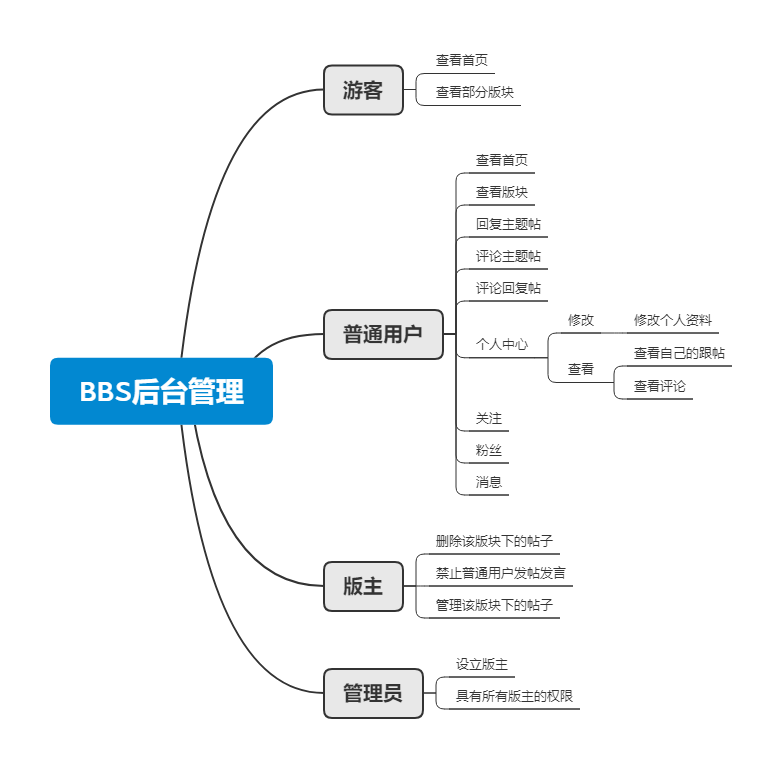 BBS后台管理
游客
查看首页
查看部分版块
普通用户
查看首页
查看版块
回复主题帖
评论主题帖
评论回复帖
个人中心
修改
修改个人资料
查看
查看自己的跟帖
查看评论
关注
粉丝
消息
版主
删除该版块下的帖子
禁止普通用户发帖发言
管理该版块下的帖子
管理员
设立版主
具有所有版主的权限